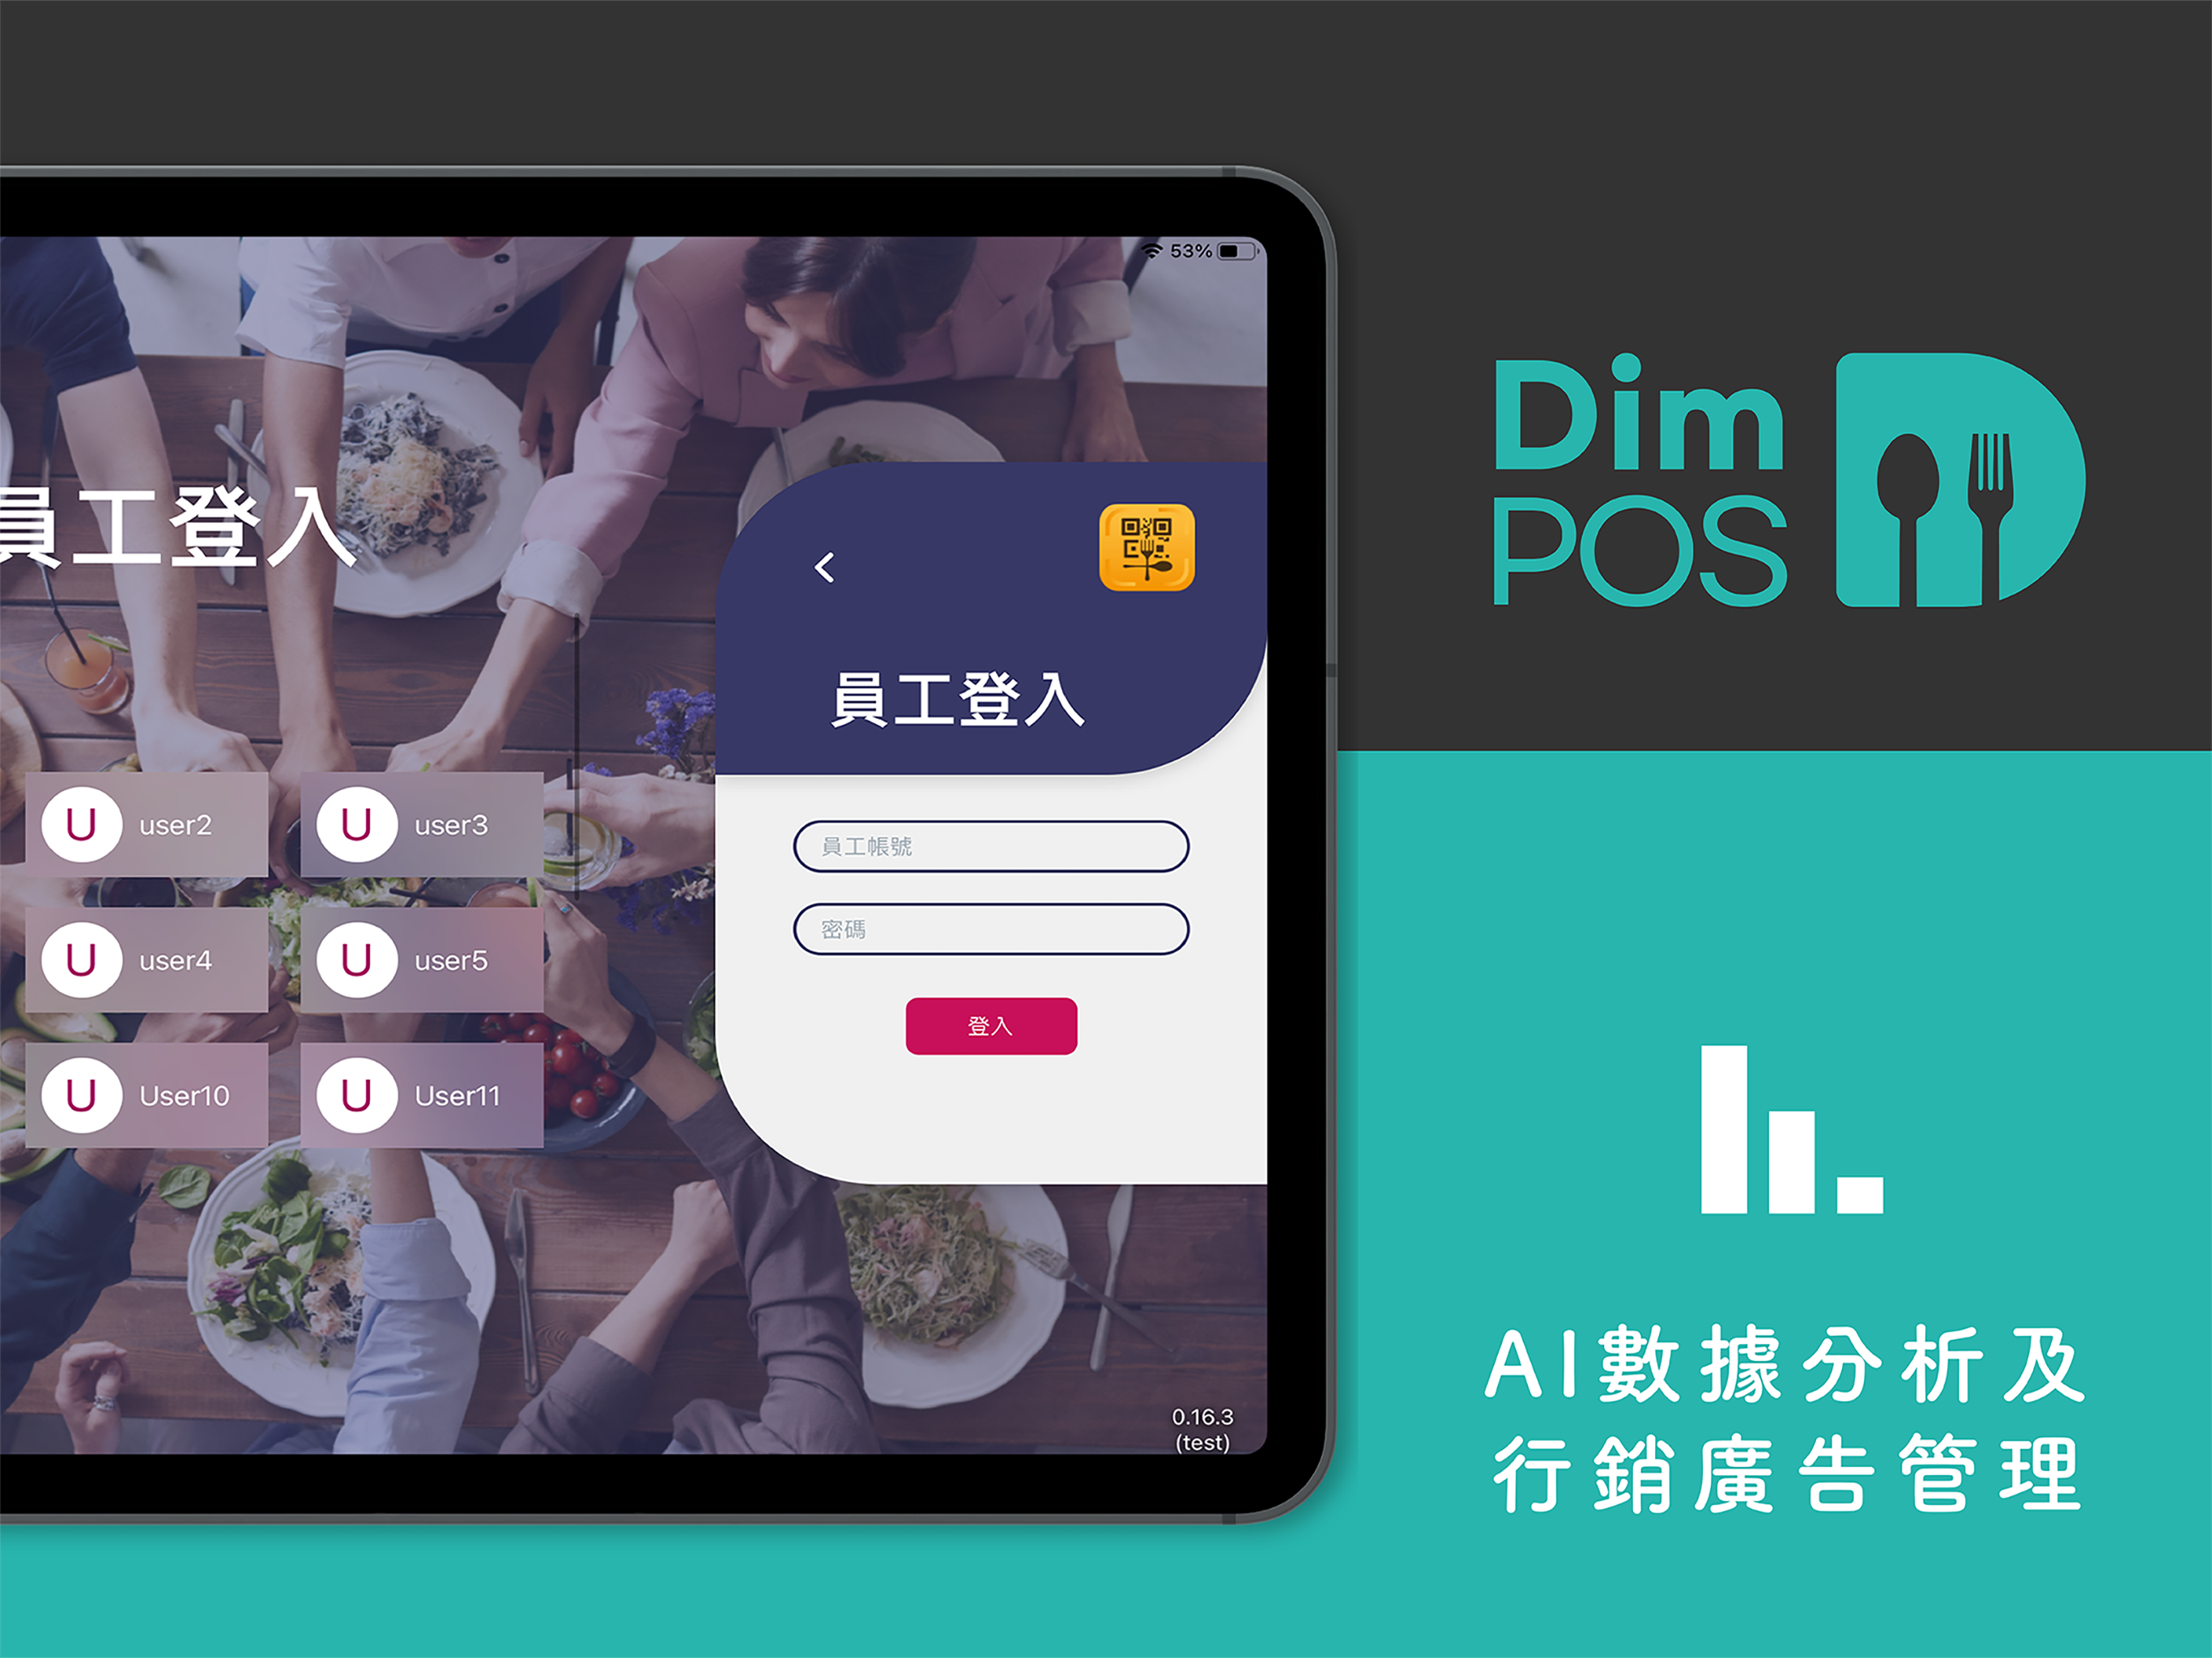 53%
員工登入
員工登入
員工帳號
密碼
登入
U user2
U user3
U user4
U user5
U User10
U User11
0.16.3
(test)
Dim
POS
AI數據分析及
行銷廣告管理